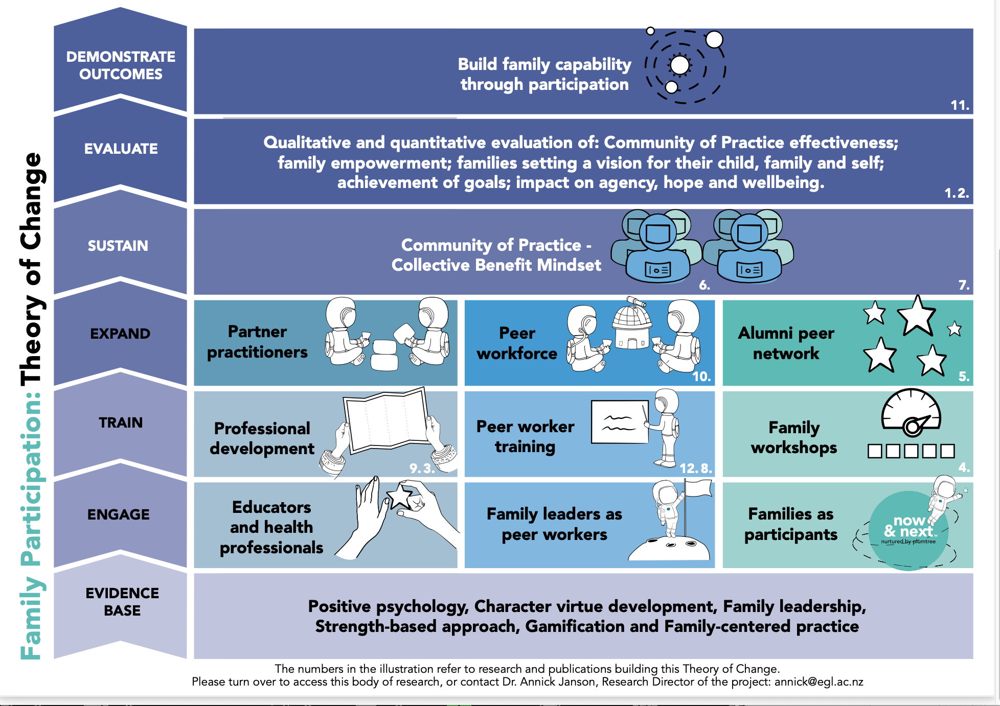 Family Participation: Theory of Change
DEMONSTRATE
OUTCOMES
Build family capability
through participation
11.
EVALUATE
Qualitative and quantitative evaluation of: Community of Practice effectiveness;
family empowerment; families setting a vision for their child, family and self;
achievement of goals; impact on agency, hope and wellbeing.
1. 2.
SUSTAIN
Community of Practice -
Collective Benefit Mindset
6.
7.
EXPAND
Partner
practitioners
Peer
workforce
10.
Alumni peer
network
5.
TRAIN
Professional
development
9. 3.
Peer worker
training
12. 8.
Family
workshops
4.
ENGAGE
Educators
and health
professionals
Family leaders as
peer workers
Families as
participants
now
& next™
nurtured by plumtree
EVIDENCE
BASE
Positive psychology, Character virtue development, Family leadership,
Strength-based approach, Gamification and Family-centered practice
The numbers in the illustration refer to research and publications building this Theory of Change.
Please turn over to access this body of research, or contact Dr. Annick Janson, Research Director of the project: annick@egl.ac.nz